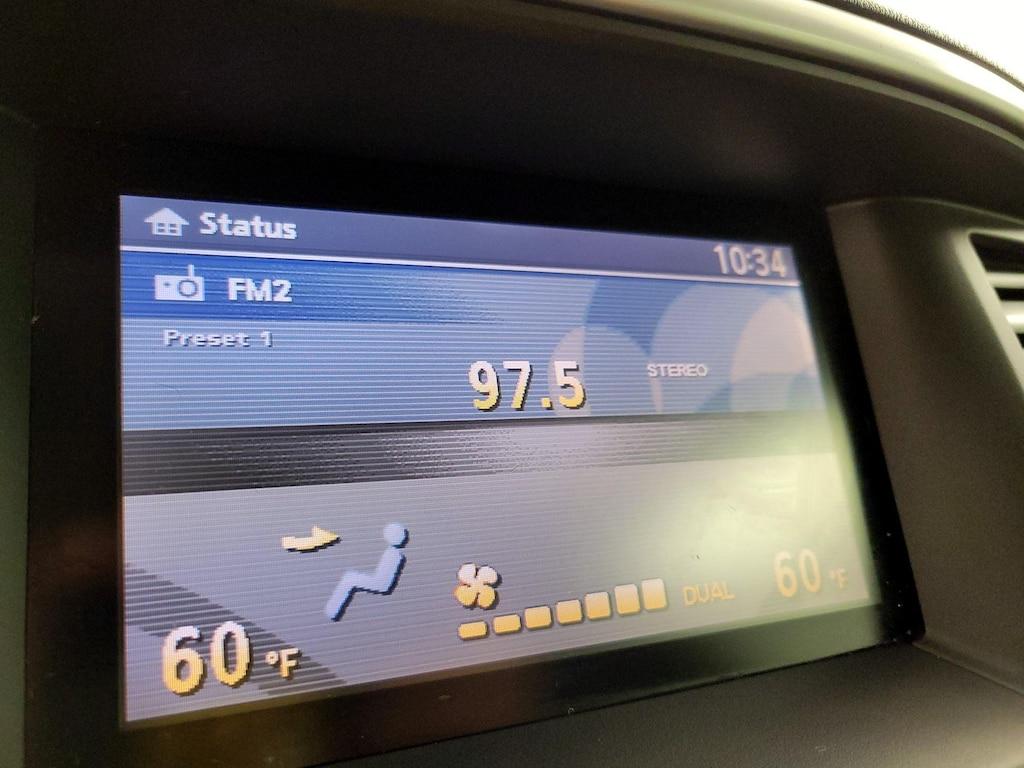 Status
10:34
FM2
Preset 1
97.5
STEREO
60 °F
DUAL
60 °F